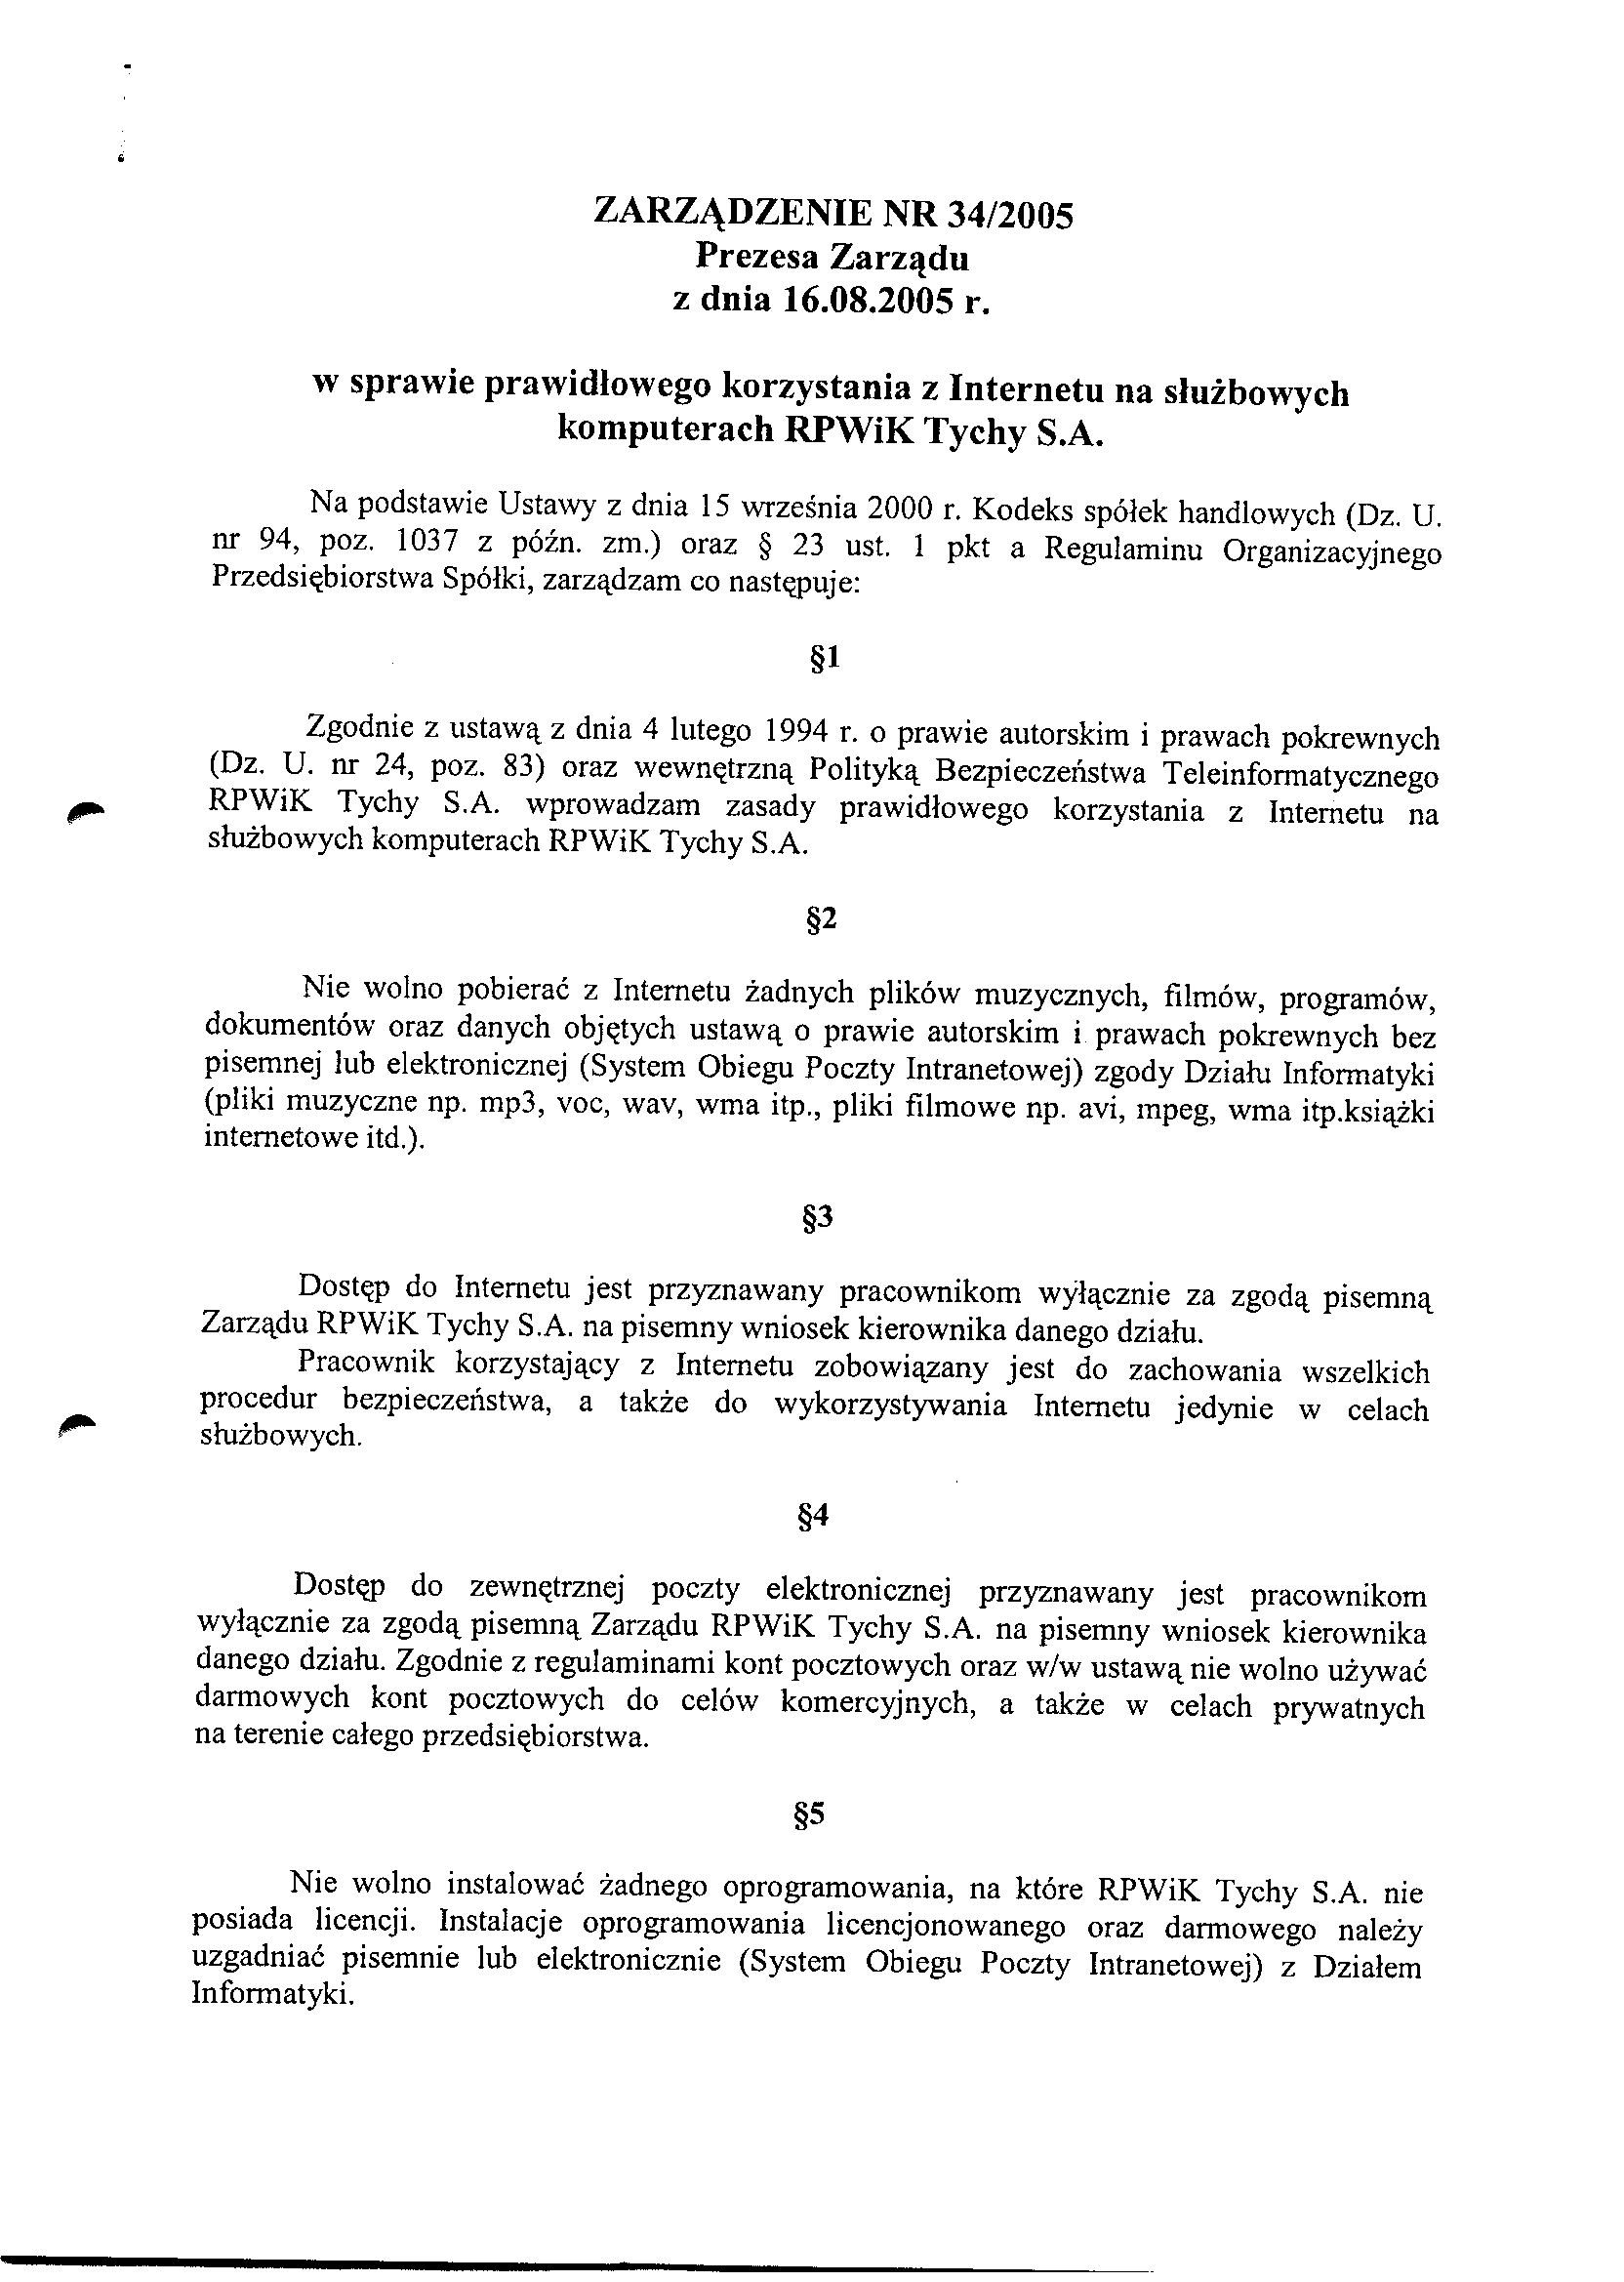 ZARZĄDZENIE NR 34/2005
Prezesa Zarządu
z dnia 16.08.2005 r.
w sprawie prawidłowego korzystania z Internetu na służbowych
komputerach RPWiK Tychy S.A.
Na podstawie Ustawy z dnia 15 września 2000 r. Kodeks spółek handlowych (Dz. U.
nr 94, poz. 1037 z późn. zm.) oraz § 23 ust. 1 pkt a Regulaminu Organizacyjnego
Przedsiębiorstwa Spółki, zarządzam co następuje:
§1
Zgodnie z ustawą z dnia 4 lutego 1994 r. o prawie autorskim i prawach pokrewnych
(Dz. U. nr 24, poz. 83) oraz wewnętrzną Polityką Bezpieczeństwa Teleinformatycznego
RPWiK Tychy S.A. wprowadzam zasady prawidłowego korzystania z Internetu na
służbowych komputerach RPWiK Tychy S.A.
§2
Nie wolno pobierać z Internetu żadnych plików muzycznych, filmów, programów,
dokumentów oraz danych objętych ustawą o prawie autorskim i prawach pokrewnych bez
pisemnej lub elektronicznej (System Obiegu Poczty Intranetowej) zgody Działu Informatyki
(pliki muzyczne np. mp3, voc, wav, wma itp., pliki filmowe np. avi, mpeg, wma itp.książki
internetowe itd.).
§3
Dostęp do Internetu jest przyznawany pracownikom wyłącznie za zgodą pisemną
Zarządu RPWiK Tychy S.A. na pisemny wniosek kierownika danego działu.
Pracownik korzystający z Internetu zobowiązany jest do zachowania wszelkich
procedur bezpieczeństwa, a także do wykorzystywania Internetu jedynie w celach
służbowych.
§4
Dostęp do zewnętrznej poczty elektronicznej przyznawany jest pracownikom
wyłącznie za zgodą pisemną Zarządu RPWiK Tychy S.A. na pisemny wniosek kierownika
danego działu. Zgodnie z regulaminami kont pocztowych oraz w/w ustawą nie wolno używać
darmowych kont pocztowych do celów komercyjnych, a także w celach prywatnych
na terenie całego przedsiębiorstwa.
§5
Nie wolno instalować żadnego oprogramowania, na które RPWiK Tychy S.A. nie
posiada licencji. Instalacje oprogramowania licencjonowanego oraz darmowego należy
uzgadniać pisemnie lub elektronicznie (System Obiegu Poczty Intranetowej) z Działem
Informatyki.